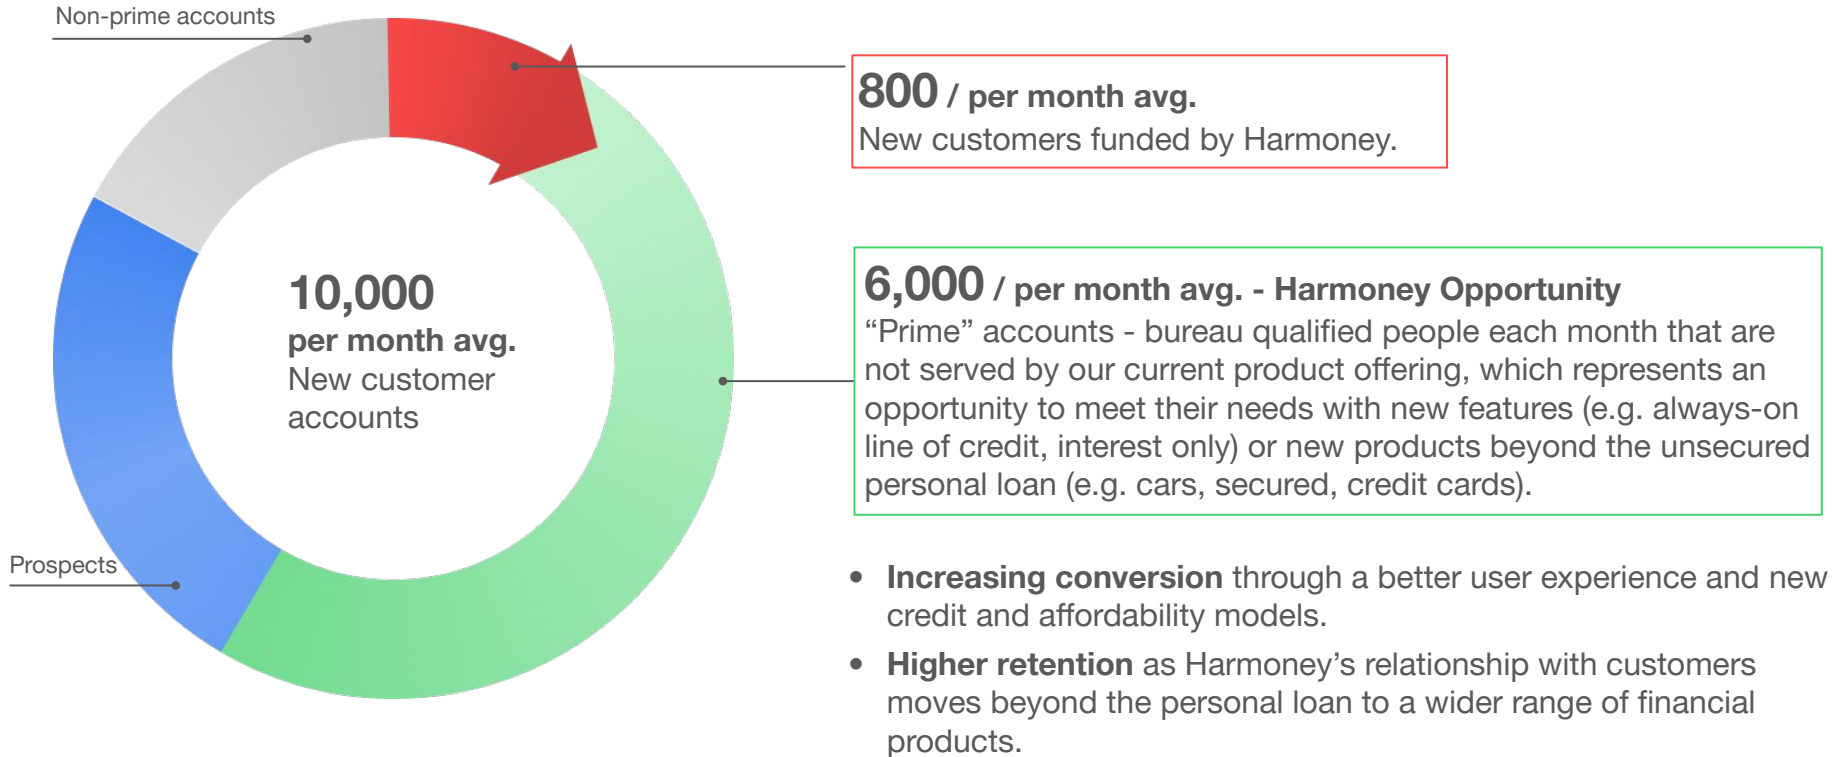 Non-prime accounts
800 / per month avg.
New customers funded by Harmoney.
10,000
per month avg.
New customer
accounts
6,000 / per month avg. - Harmoney Opportunity
“Prime” accounts - bureau qualified people each month that are
not served by our current product offering, which represents an
opportunity to meet their needs with new features (e.g. always-on
line of credit, interest only) or new products beyond the unsecured
personal loan (e.g. cars, secured, credit cards).
Prospects
• Increasing conversion through a better user experience and new
credit and affordability models.
• Higher retention as Harmoney’s relationship with customers
moves beyond the personal loan to a wider range of financial
products.